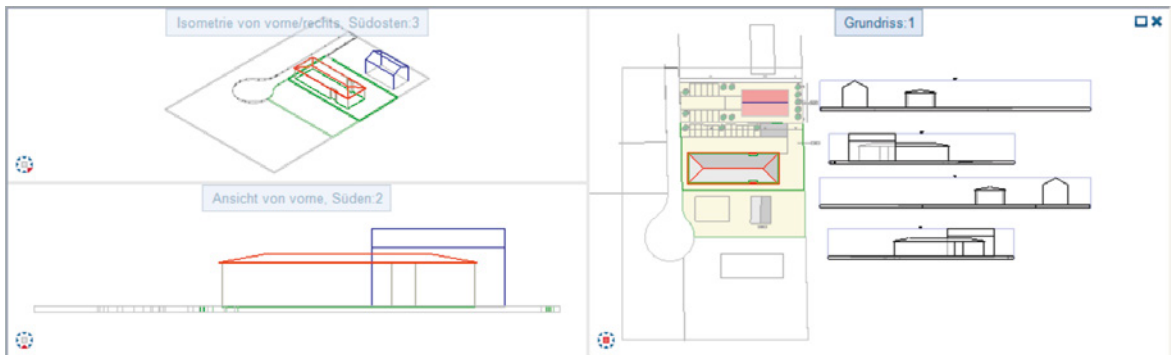 Isometrie von vorne/rechts, Südosten:3
Grundriss:1
Ansicht von vorne, Süden:2